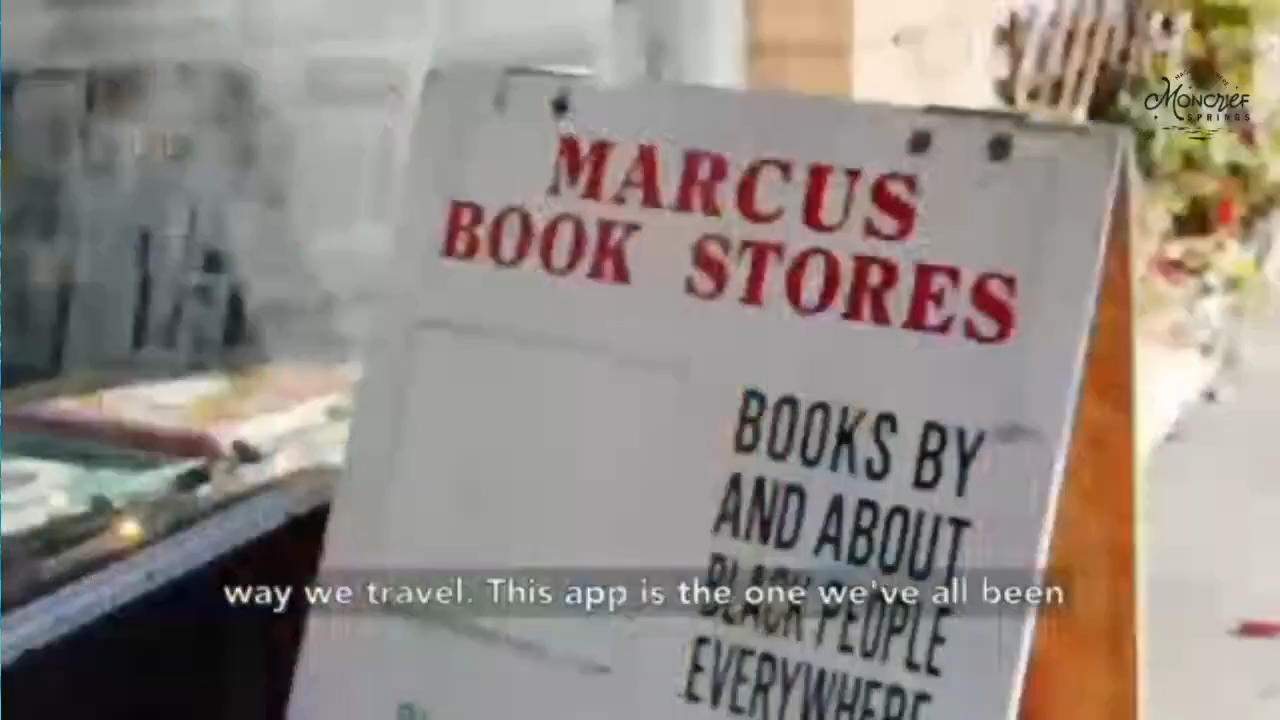 MONCRIEF
SPRINGS
MARCUS
BOOK STORES
BOOKS BY
AND ABOUT
BLACK PEOPLE
EVERYWHERE
way we travel. This app is the one we've all been